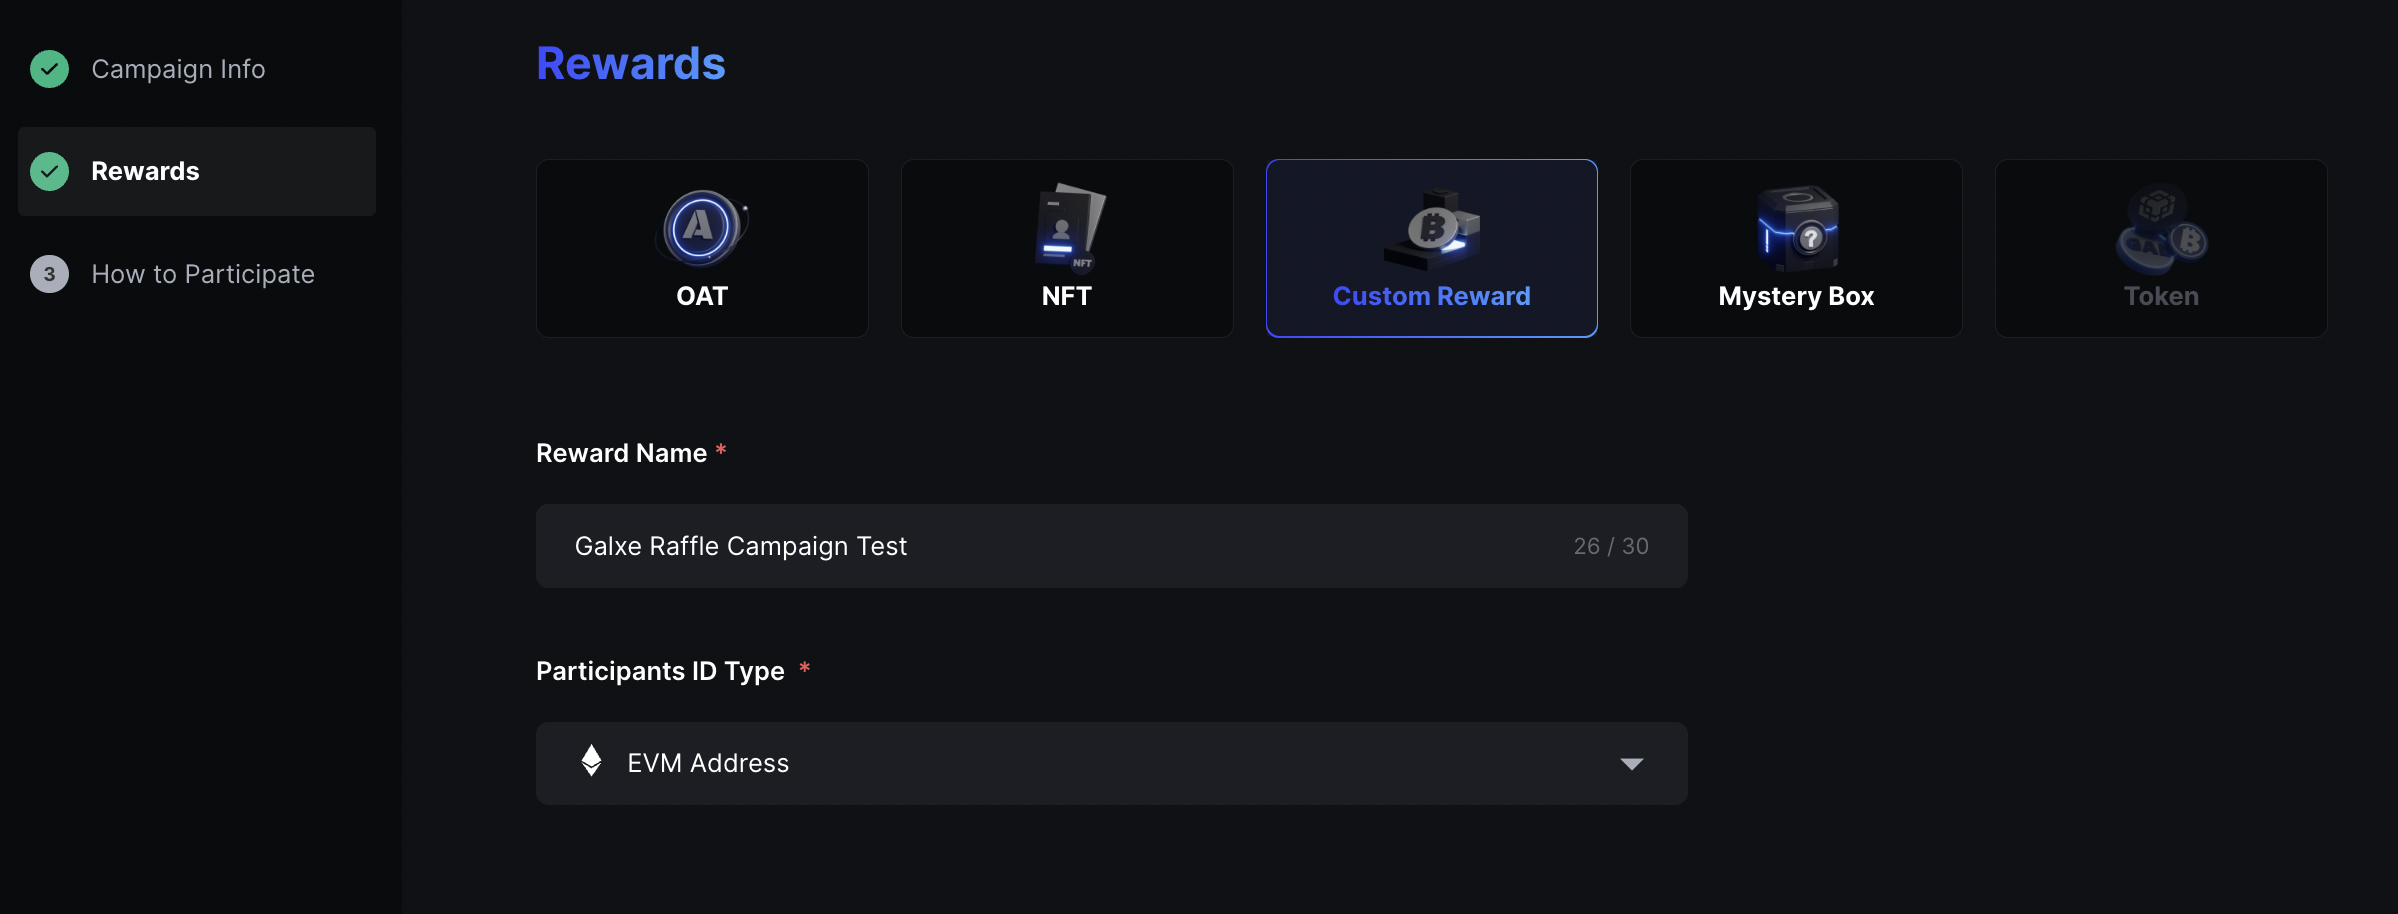 Campaign Info
Rewards
3 How to Participate
Rewards
OAT
NFT
NFT
Custom Reward
?
Mystery Box
Token
Reward Name *
Galxe Raffle Campaign Test 26 / 30
Participants ID Type *
EVM Address